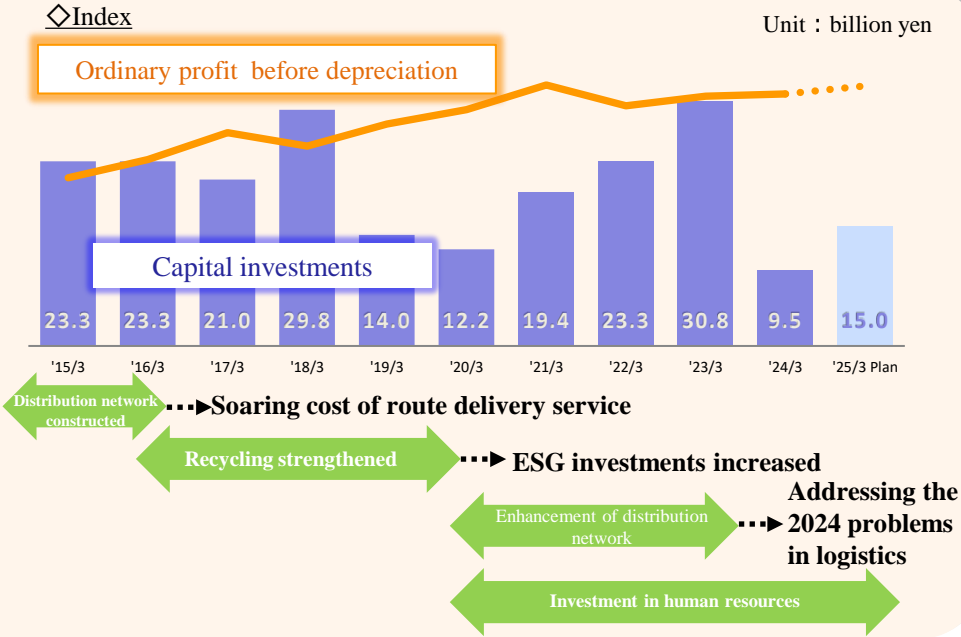 ◇Index
Unit：billion yen
Ordinary profit before depreciation
Capital investments
23.3 23.3 21.0 29.8 14.0 12.2 19.4 23.3 30.8 9.5 15.0
'15/3 '16/3 '17/3 '18/3 '19/3 '20/3 '21/3 '22/3 '23/3 '24/3 '25/3 Plan
Distribution network
constructed
Soaring cost of route delivery service
Recycling strengthened
ESG investments increased
Enhancement of distribution
network
Addressing the
2024 problems
in logistics
Investment in human resources